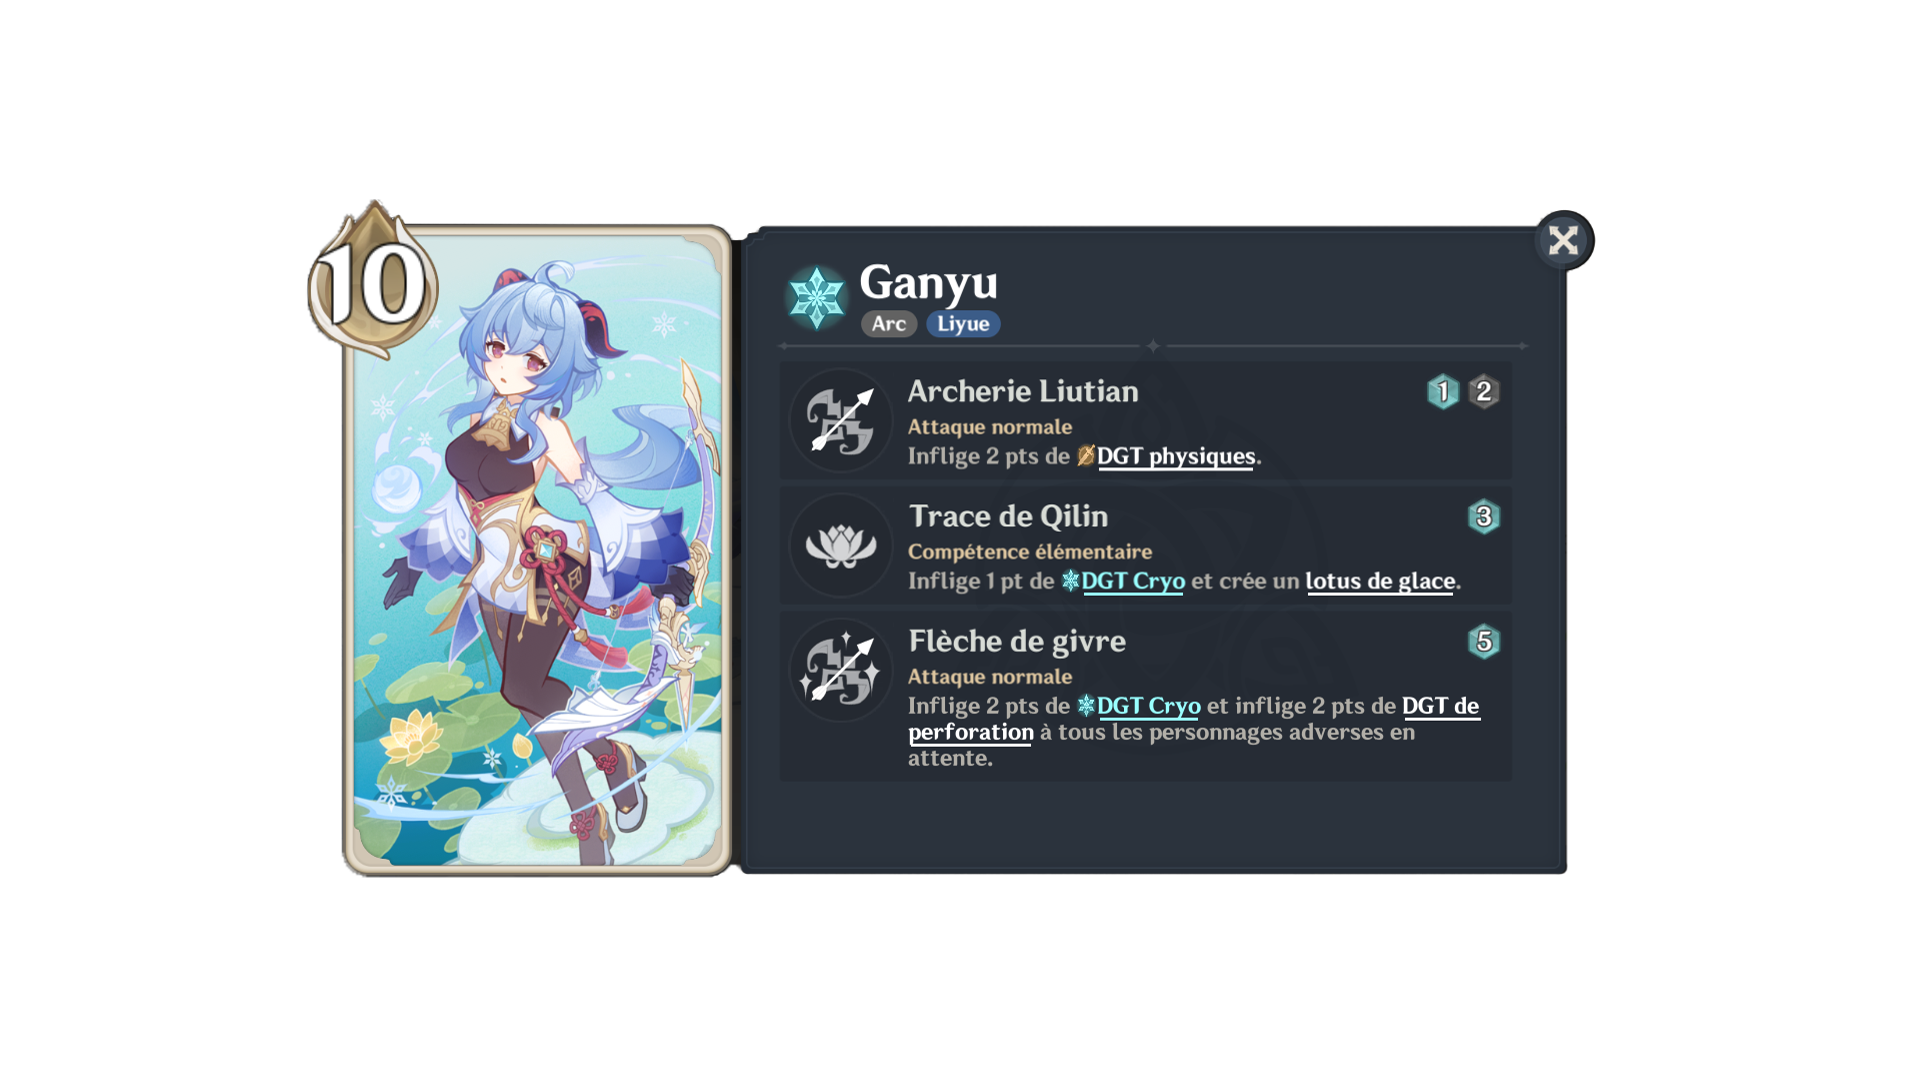 10
Ganyu
Arc Liyue
Archerie Liutian 1 2
Attaque normale
Inflige 2 pts de DGT physiques.
Trace de Qilin 3
Compétence élémentaire
Inflige 1 pt de DGT Cryo et crée un lotus de glace.
Flèche de givre 5
Attaque normale
Inflige 2 pts de DGT Cryo et inflige 2 pts de DGT de
perforation à tous les personnages adverses en
attente.